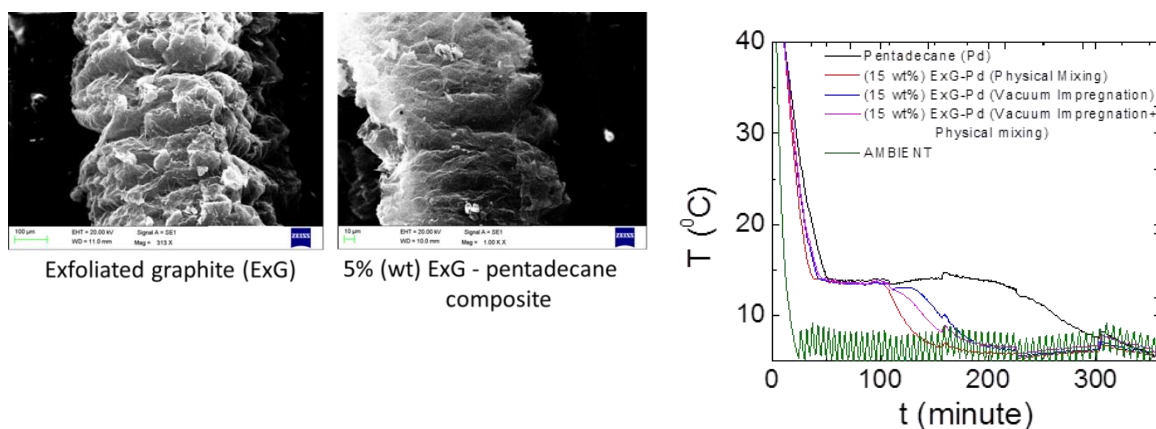 100 µm
EHT = 20.00 kV
Signal A = SE1
WD = 11.0 mm
Mag = 313 X
ZEISS
Exfoliated graphite (ExG)
10 µm
EHT = 20.00 kV
Signal A = SE1
WD = 10.0 mm
Mag = 1.00 K X
ZEISS
5% (wt) ExG - pentadecane
composite
40
30
20
10
T (⁰C)
Pentadecane (Pd)
(15 wt%) ExG-Pd (Physical Mixing)
(15 wt%) ExG-Pd (Vacuum Impregnation)
(15 wt%) ExG-Pd (Vacuum Impregnation+
Physical mixing)
AMBIENT
0 100 200 300
t (minute)